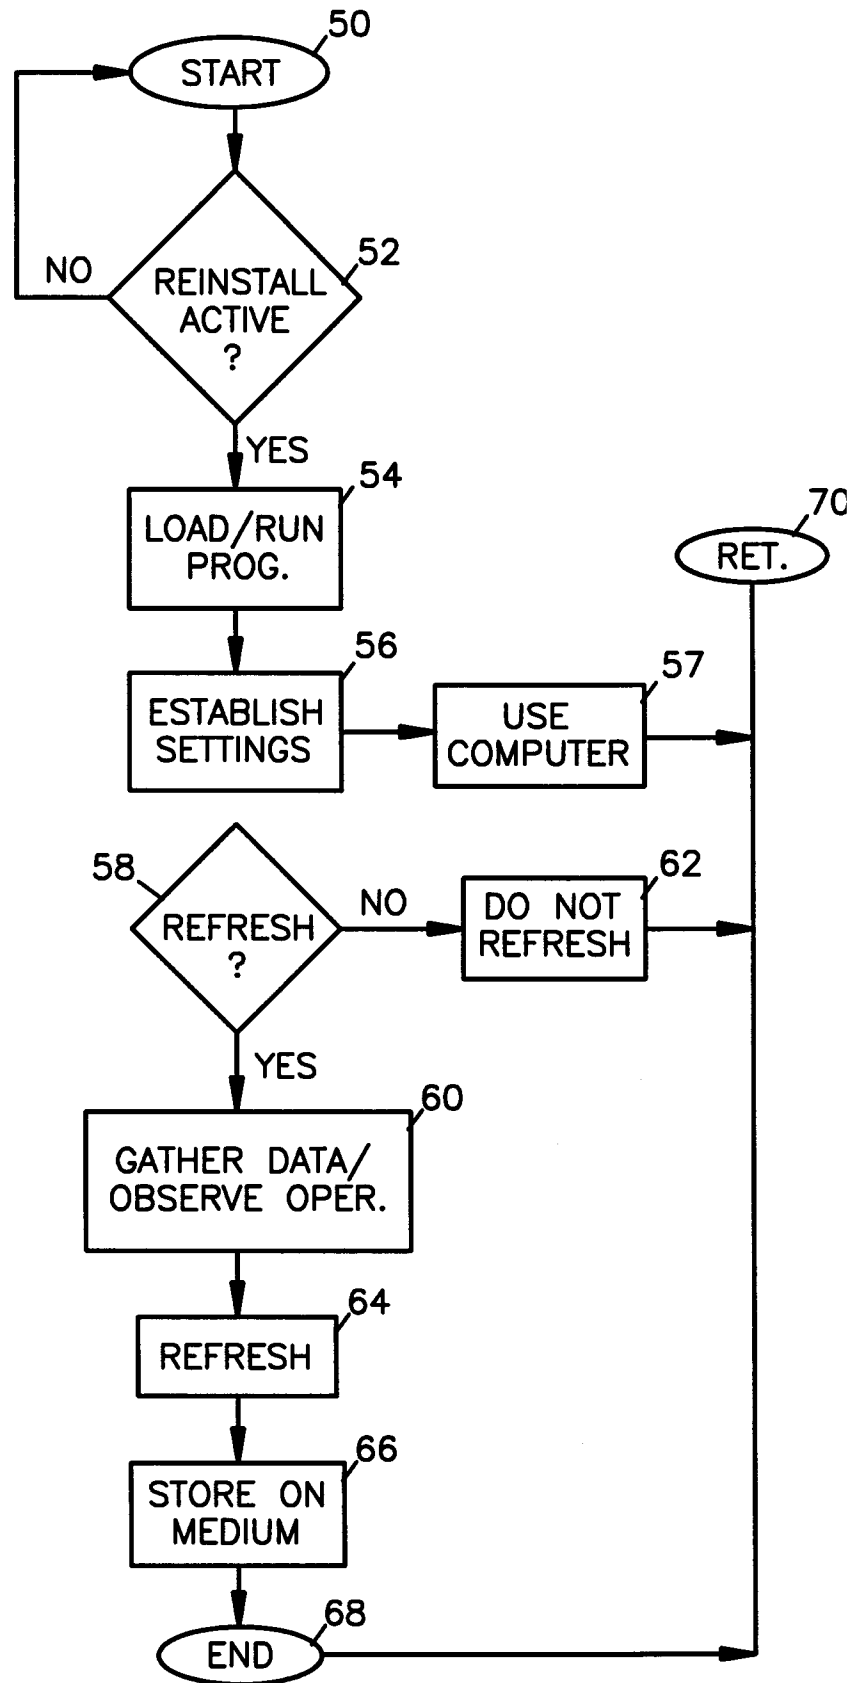 50
START
52
NO
REINSTALL
ACTIVE
?
YES
54
LOAD/RUN
PROG.
70
RET.
56
ESTABLISH
SETTINGS
57
USE
COMPUTER
58
REFRESH
?
NO
62
DO NOT
REFRESH
YES
60
GATHER DATA/
OBSERVE OPER.
64
REFRESH
66
STORE ON
MEDIUM
68
END